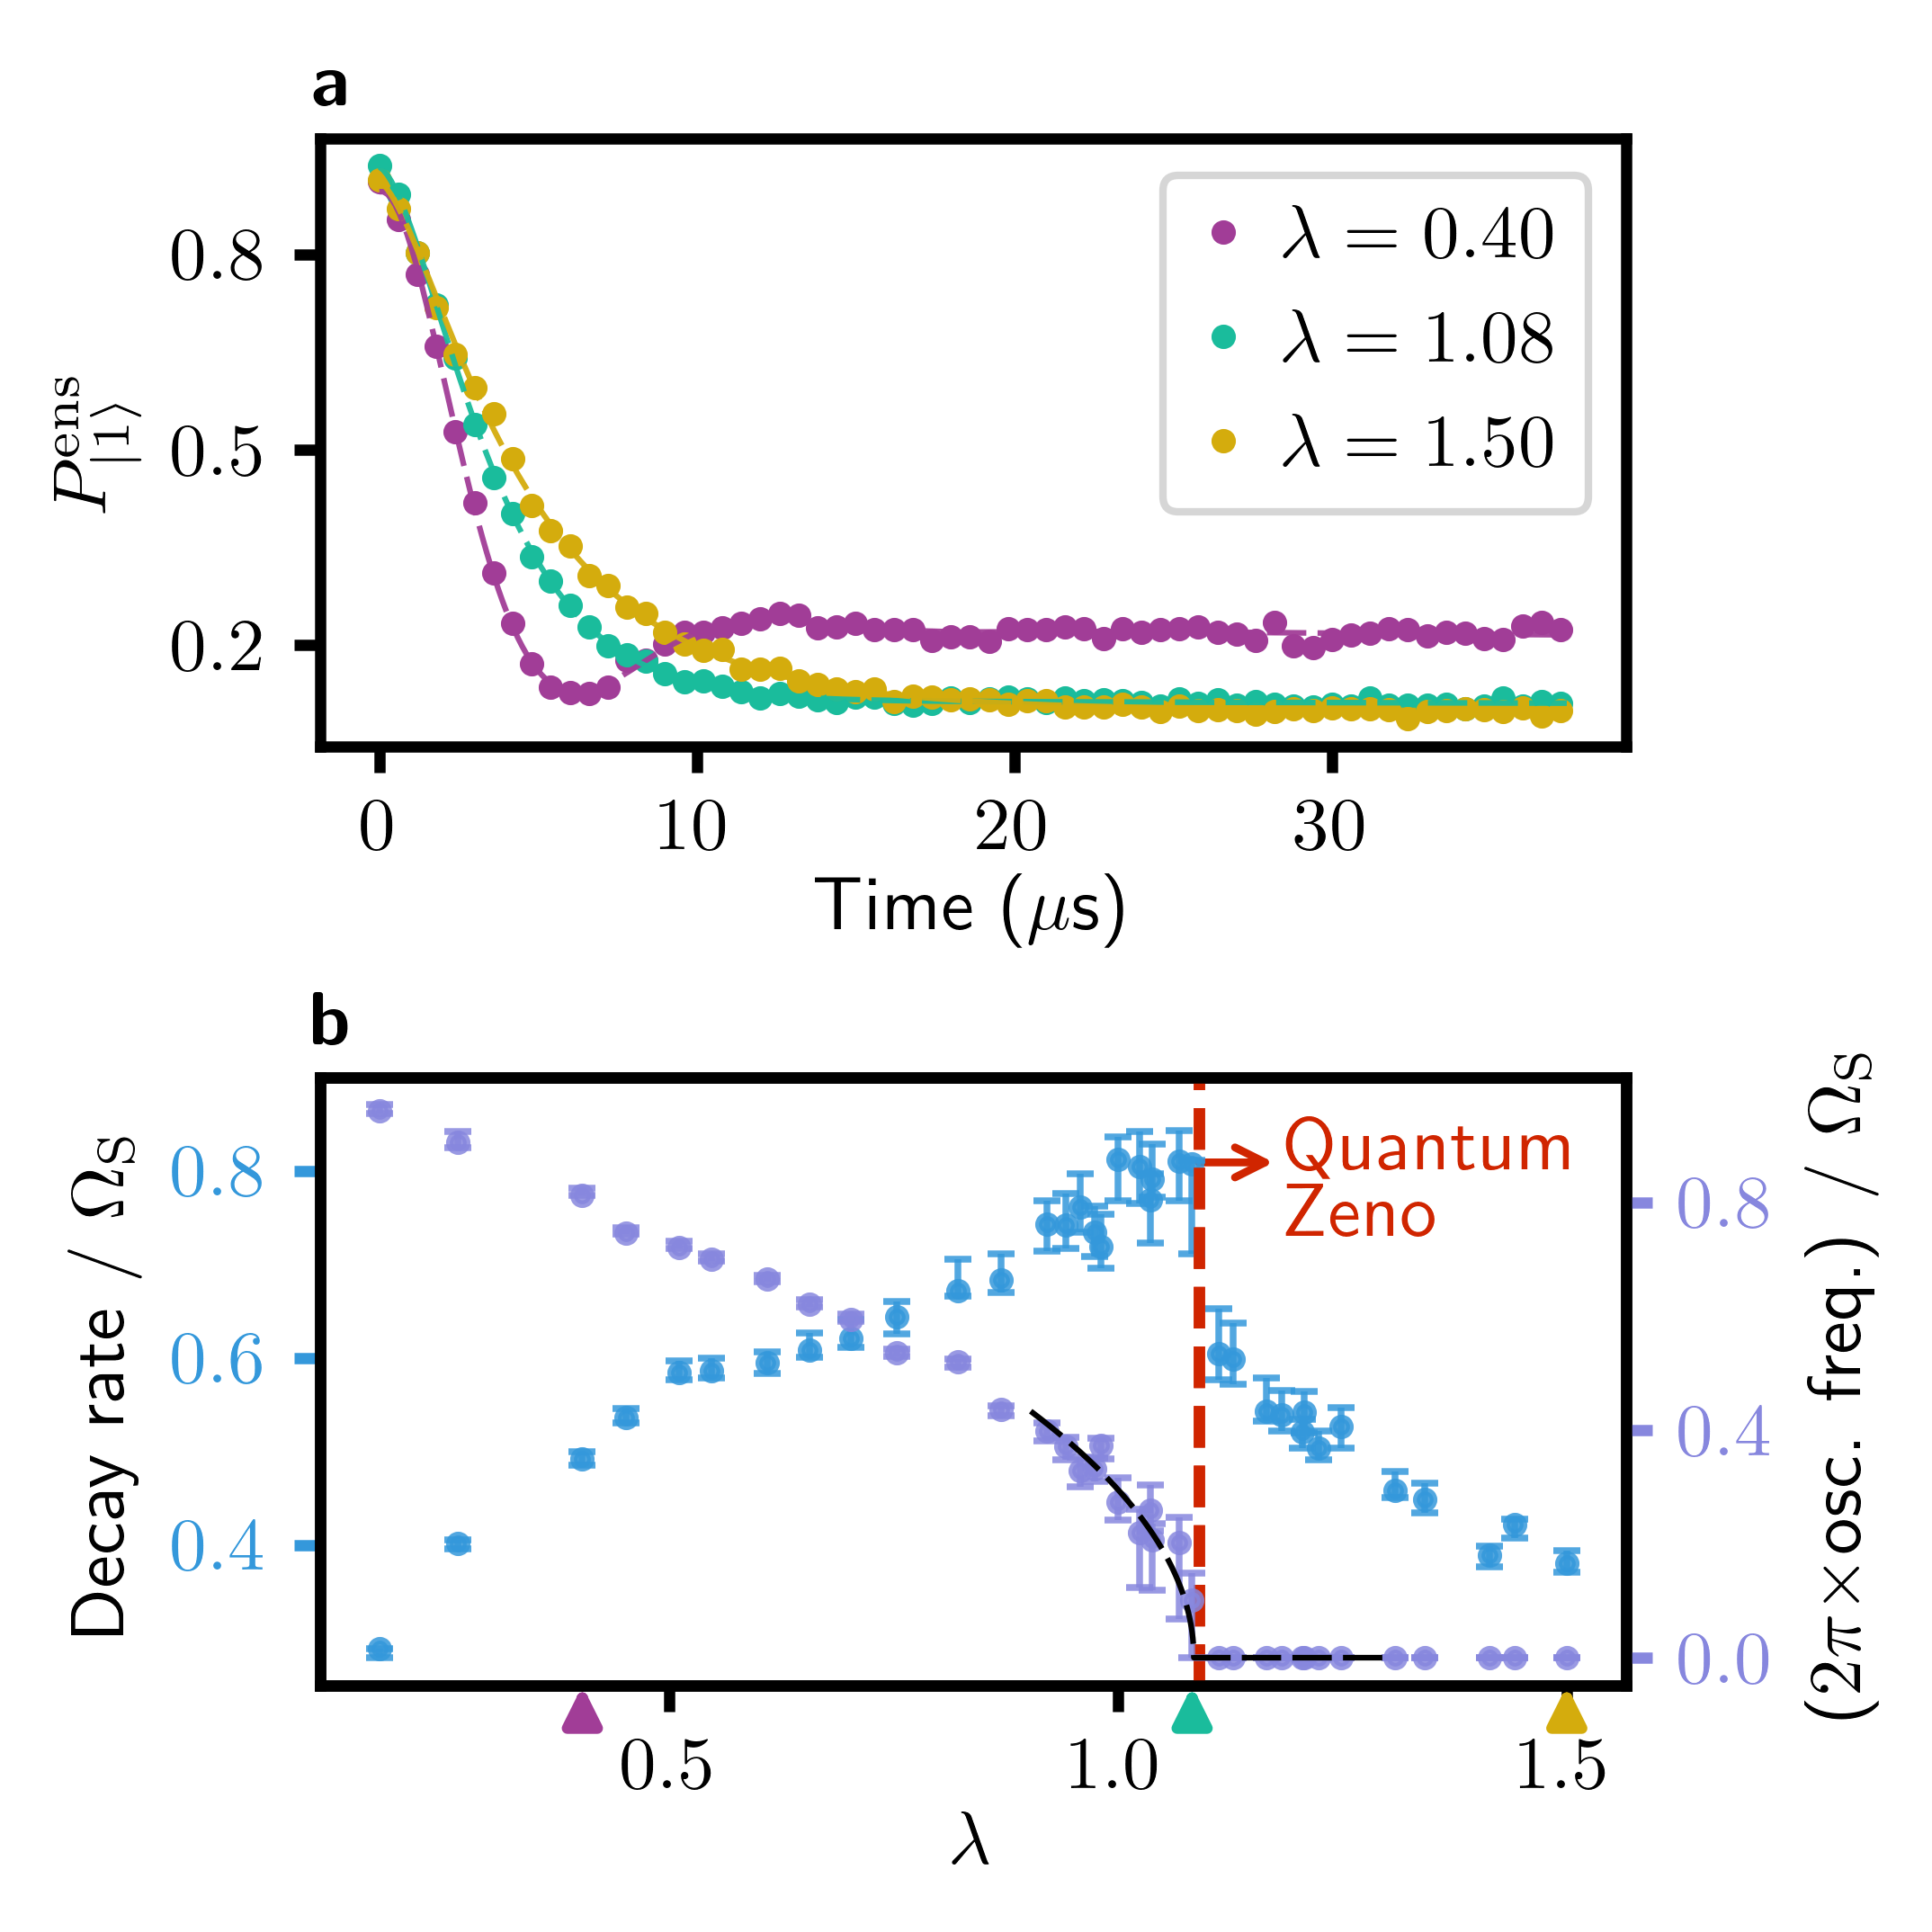 a
P^{ens}_{|1⟩}
0.8
0.5
0.2
λ = 0.40
λ = 1.08
λ = 1.50
0
10
20
30
Time (μs)
b
Decay rate / Ω_S
0.8
0.6
0.4
Quantum
Zeno
0.8
0.4
0.0
(2π×osc. freq.) / Ω_S
0.5
1.0
1.5
λ